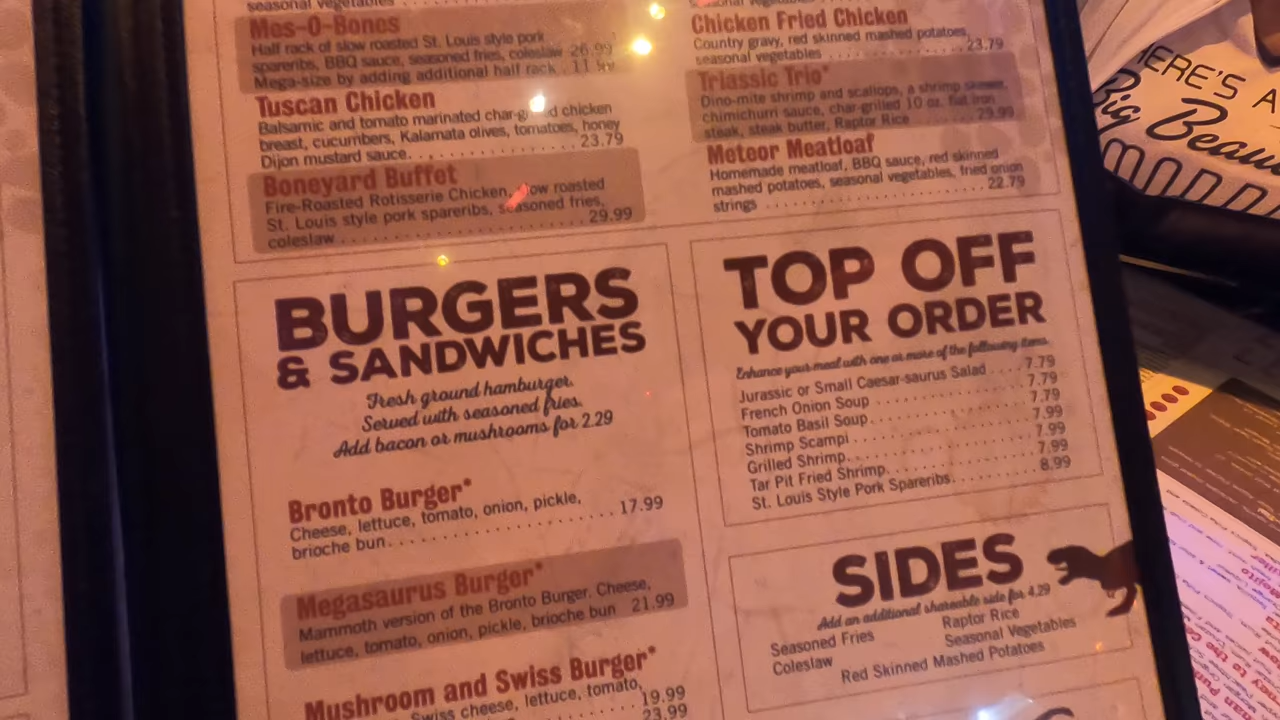 seasonal vegetables
Mes-O-Bones
Half rack of slow roasted St. Louis style pork
spareribs, BBQ sauce, seasoned fries, coleslaw 26.99
Mega-size by adding additional half rack . 11
Tuscan Chicken
Balsamic and tomato marinated char-grilled chicken
breast, cucumbers, Kalamata olives, tomatoes, honey
Dijon mustard sauce. . . . . . . . . . . . . . . . . 23.79
Boneyard Buffet
Fire-Roasted Rotisserie Chicken, slow roasted
St. Louis style pork spareribs, seasoned fries,
coleslaw . . . . . . . . . . . . . . . . . . . . . . . . 29.99
Chicken Fried Chicken
Country gravy, red skinned mashed potatoes,
seasonal vegetables . . . . . . . . . . . . . . . . . 23.79
Triassic Trio*
Dino-mite shrimp and scallops, a shrimp skewer,
chimichurri sauce, char-grilled 10 oz. flat iron
steak, steak butter, Raptor Rice . . . . . . . . 29.99
Meteor Meatloaf
Homemade meatloaf, BBQ sauce, red skinned
mashed potatoes, seasonal vegetables, fried onion
strings . . . . . . . . . . . . . . . . . . . . . . . . . 22.79
BURGERS
& SANDWICHES
Fresh ground hamburger.
Served with seasoned fries.
Add bacon or mushrooms for 2.29
Bronto Burger*
Cheese, lettuce, tomato, onion, pickle,
brioche bun. . . . . . . . . . . . . . . . . . . . . 17.99
Megasaurus Burger*
Mammoth version of the Bronto Burger. Cheese,
lettuce, tomato, onion, pickle, brioche bun 21.99
Mushroom and Swiss Burger*
Swiss cheese, lettuce, tomato,
19.99
23.99
TOP OFF
YOUR ORDER
Enhance your meal with one or more of the following items.
Jurassic or Small Caesar-saurus Salad . . . . 7.79
French Onion Soup . . . . . . . . . . . . . . . . 7.79
Tomato Basil Soup. . . . . . . . . . . . . . . . . 7.79
Shrimp Scampi . . . . . . . . . . . . . . . . . . . 7.99
Grilled Shrimp. . . . . . . . . . . . . . . . . . . . 7.99
Tar Pit Fried Shrimp. . . . . . . . . . . . . . . . 7.99
St. Louis Style Pork Spareribs. . . . . . . . . 8.99
SIDES
Add an additional shareable side for 4.29
Seasoned Fries Raptor Rice
Coleslaw Seasonal Vegetables
Red Skinned Mashed Potatoes
HERE'S A
Big Beau